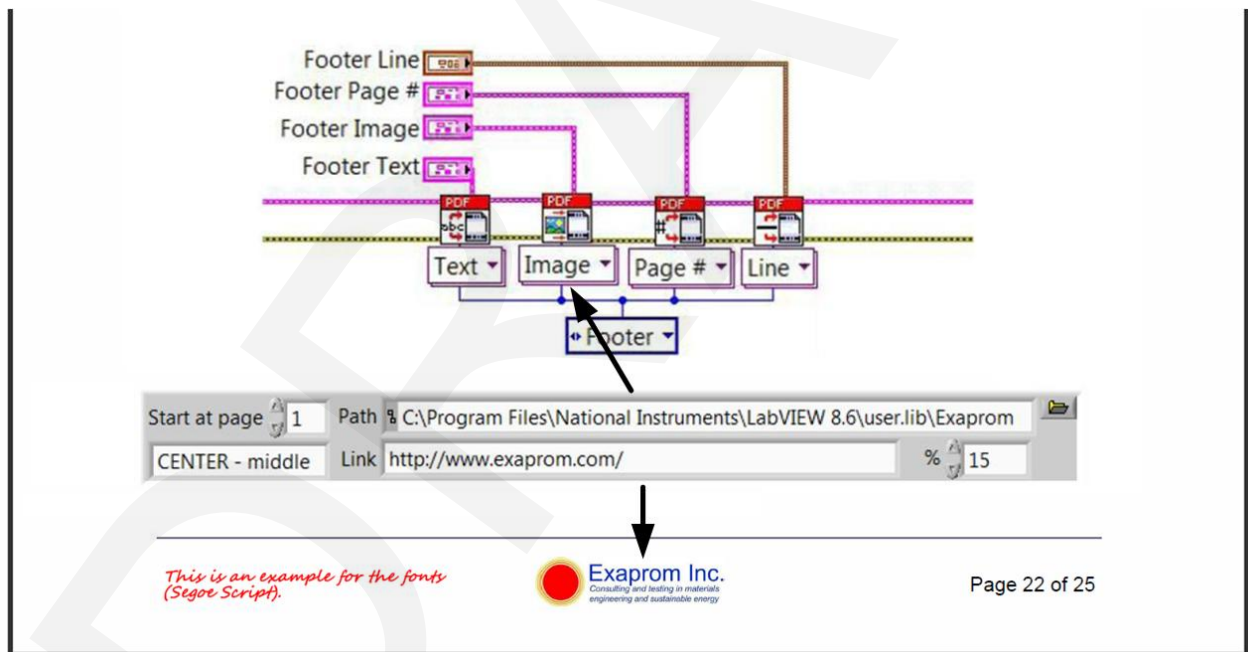 Footer Line
Footer Page #
Footer Image
Footer Text
PDF PDF PDF PDF
abc #
Text Image Page # Line
Footer
Start at page 1 Path C:\Program Files\National Instruments\LabVIEW 8.6\user.lib\Exaprom
CENTER - middle Link http://www.exaprom.com/ % 15
This is an example for the fonts
(Segoe Script).
Exaprom Inc.
Consulting and testing in materials
engineering and sustainable energy
Page 22 of 25